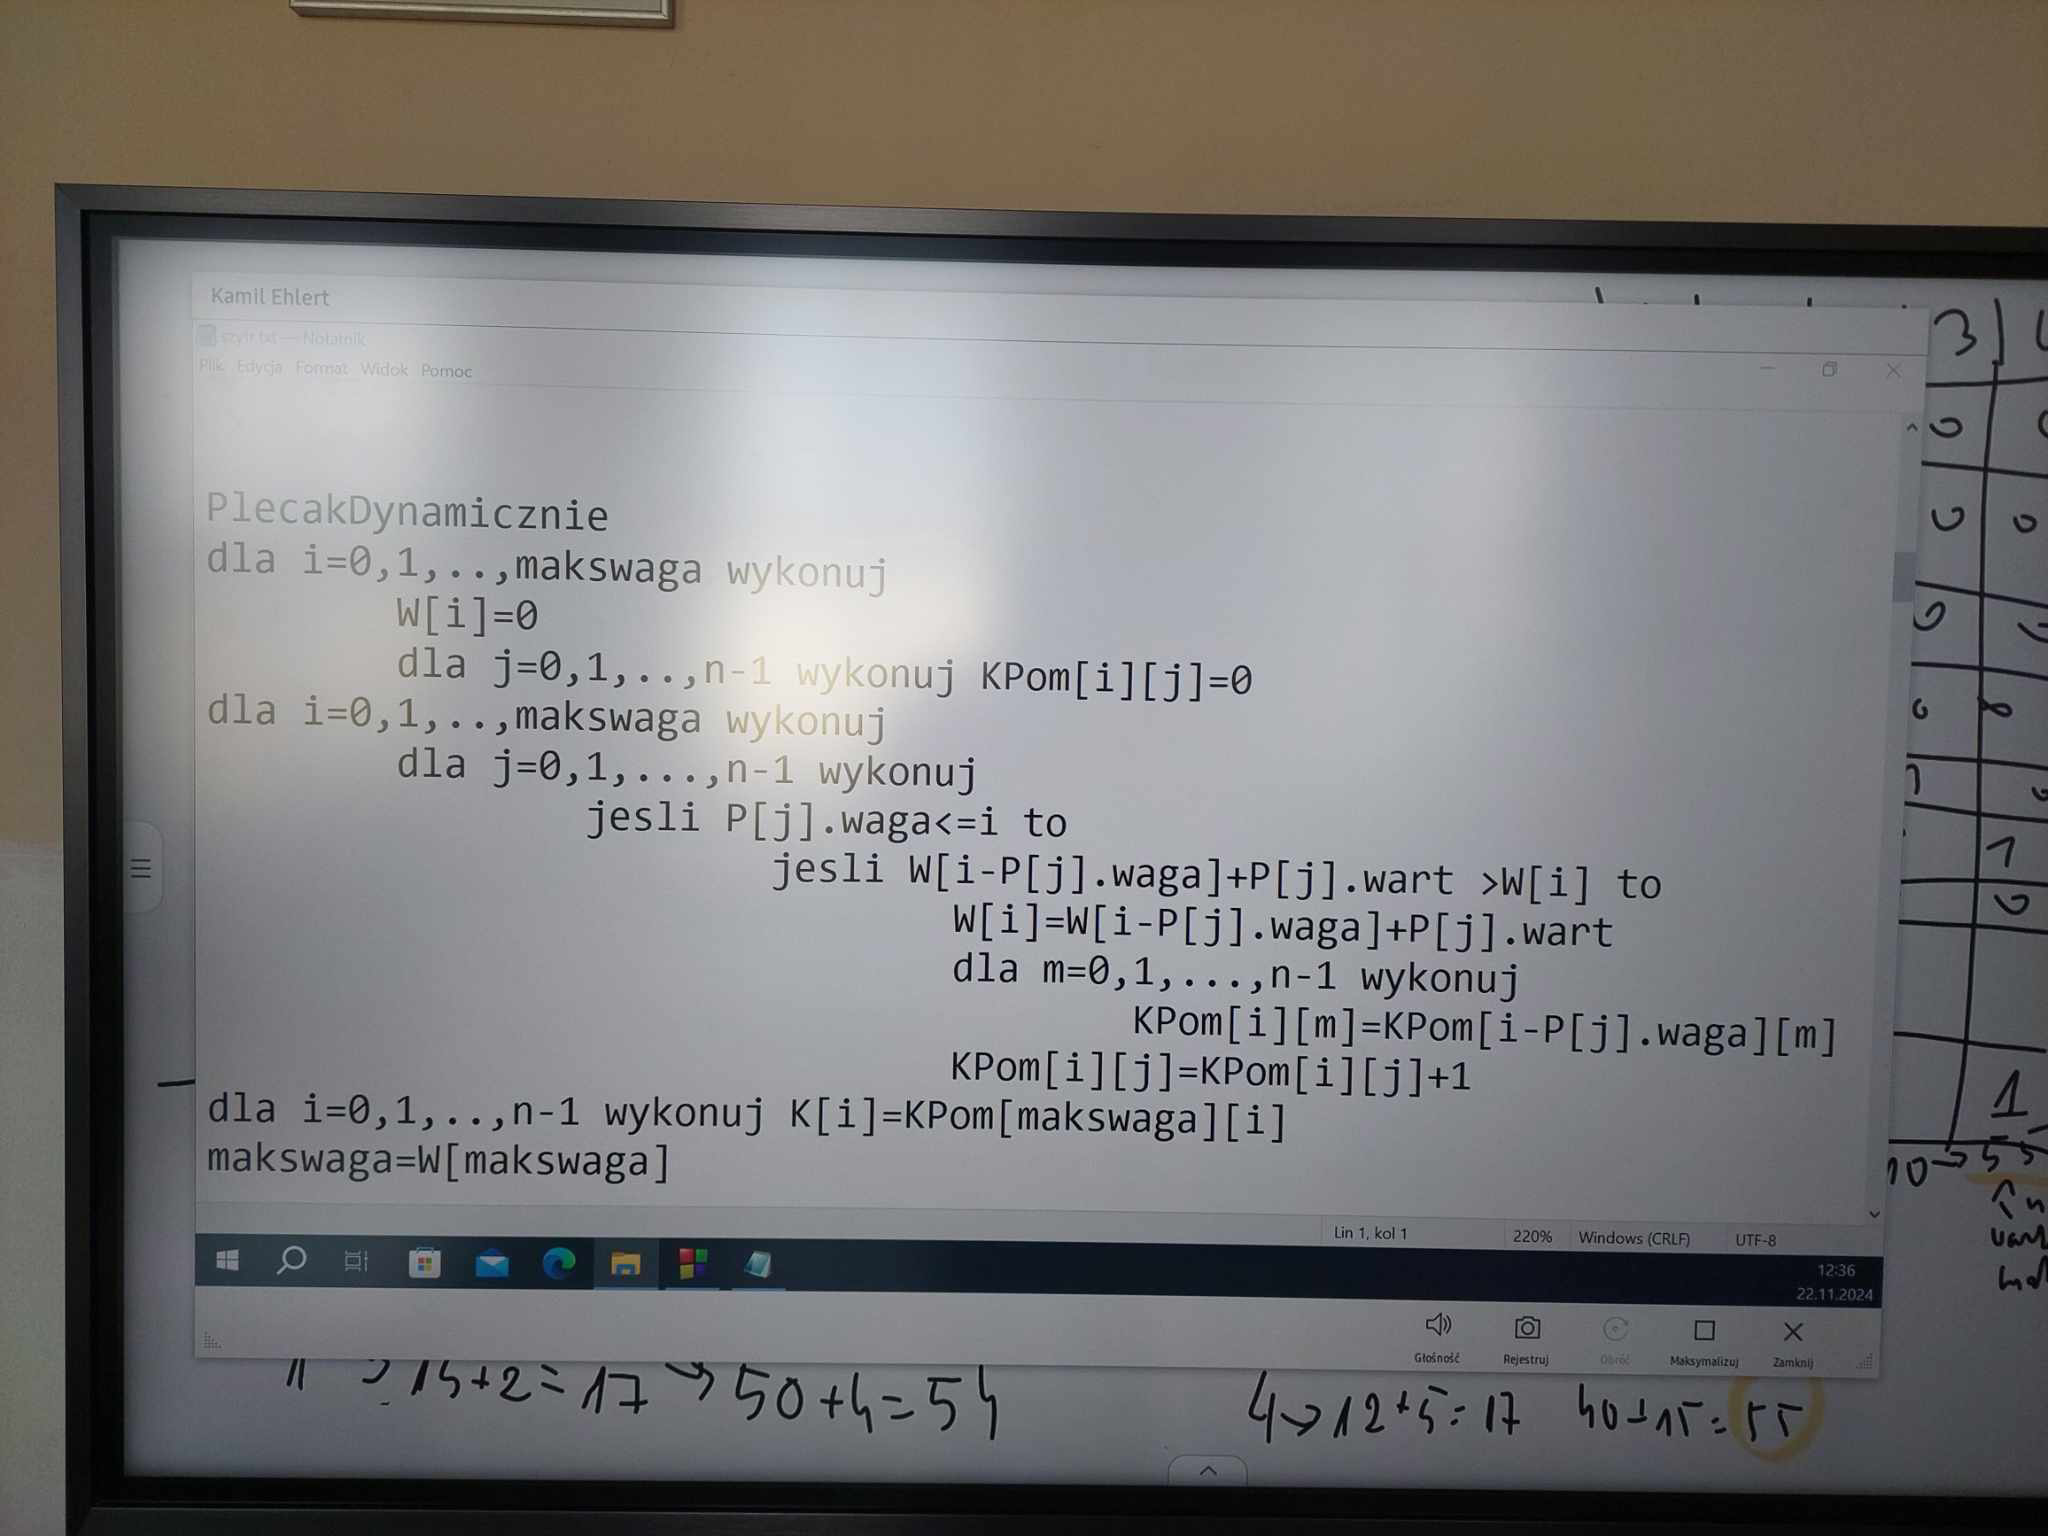 Kamil Ehlert
szyfr.txt — Notatnik
Plik Edycja Format Widok Pomoc
PlecakDynamicznie
dla i=0,1,..,makswaga wykonuj
W[i]=0
dla j=0,1,..,n-1 wykonuj KPom[i][j]=0
dla i=0,1,..,makswaga wykonuj
dla j=0,1,...,n-1 wykonuj
jesli P[j].waga<=i to
jesli W[i-P[j].waga]+P[j].wart >W[i] to
W[i]=W[i-P[j].waga]+P[j].wart
dla m=0,1,...,n-1 wykonuj
KPom[i][m]=KPom[i-P[j].waga][m]
KPom[i][j]=KPom[i][j]+1
dla i=0,1,..,n-1 wykonuj K[i]=KPom[makswaga][i]
makswaga=W[makswaga]
Lin 1, kol 1 220% Windows (CRLF) UTF-8
12:36
22.11.2024
Głośność Rejestruj Obróć Maksymalizuj Zamknij
15+2=17 → 50+4=54
4→12+5=17 40+15=55
3
0
0 0
0
0
1
0
1
10→55